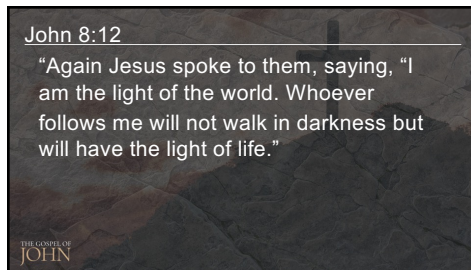 John 8:12
“Again Jesus spoke to them, saying, “I
am the light of the world. Whoever
follows me will not walk in darkness but
will have the light of life.”
THE GOSPEL OF
JOHN